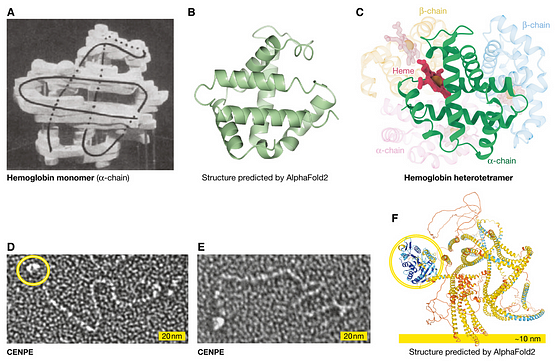 A
B
C
β-chain
β-chain
Heme
α-chain
α-chain
Hemoglobin monomer (α-chain)
Structure predicted by AlphaFold2
Hemoglobin heterotetramer
D
E
F
20 nm
20 nm
~10 nm
CENPE
CENPE
Structure predicted by AlphaFold2